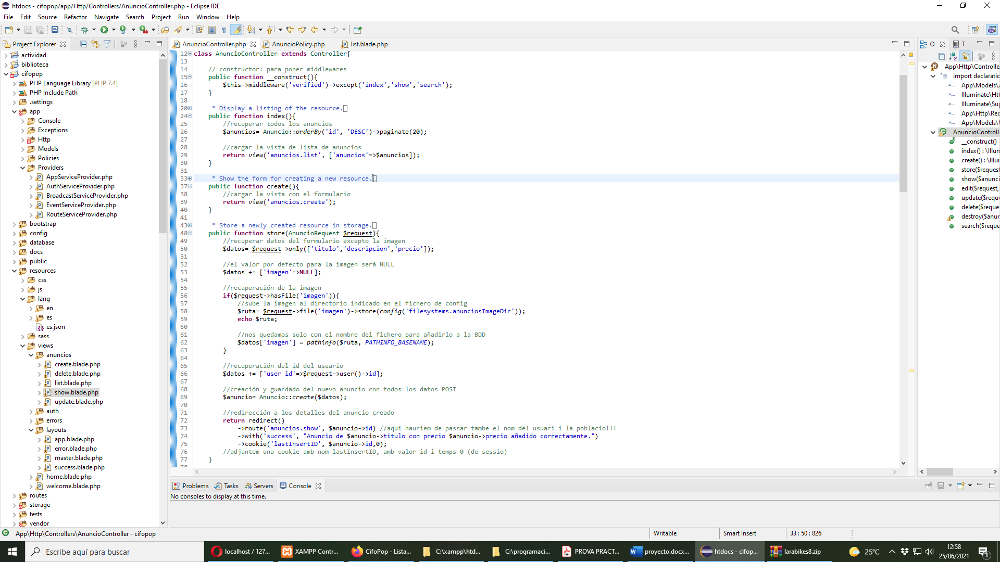 htdocs - cifopop/app/Http/Controllers/AnuncioController.php - Eclipse IDE
File Edit Source Refactor Navigate Search Project Run Window Help
Project Explorer
actividad
biblioteca
cifopop
PHP Language Library [PHP 7.4]
PHP Include Path
.settings
app
Console
Exceptions
Http
Models
Policies
Providers
AppServiceProvider.php
AuthServiceProvider.php
BroadcastServiceProvider.php
EventServiceProvider.php
RouteServiceProvider.php
bootstrap
config
database
docs
public
resources
css
js
lang
en
es
es.json
sass
views
anuncios
create.blade.php
delete.blade.php
list.blade.php
show.blade.php
update.blade.php
auth
errors
layouts
app.blade.php
error.blade.php
master.blade.php
success.blade.php
home.blade.php
welcome.blade.php
routes
storage
tests
vendor
AnuncioController.php AnuncioPolicy.php list.blade.php
12 class AnuncioController extends Controller{
13
14 // constructor: para poner middlewares
15 public function __construct(){
16 $this->middleware('verified')->except('index','show','search');
17 }
18
20 * Display a listing of the resource.
24 public function index(){
25 //recuperar todos los anuncios
26 $anuncios= Anuncio::orderBy('id', 'DESC')->paginate(20);
27
28 //cargar la vista de lista de anuncios
29 return view('anuncios.list', ['anuncios'=>$anuncios]);
30 }
31
33 * Show the form for creating a new resource.
37 public function create(){
38 //cargar la vista con el formulario
39 return view('anuncios.create');
40 }
41
43 * Store a newly created resource in storage.
48 public function store(AnuncioRequest $request){
49 //recuperar datos del formulario excepto la imagen
50 $datos= $request->only(['titulo','descripcion','precio']);
51
52 //el valor por defecto para la imagen será NULL
53 $datos += ['imagen'=>NULL];
54
55 //recuperación de la imagen
56 if($request->hasFile('imagen')){
57 //sube la imagen al directorio indicado en el fichero de config
58 $ruta= $request->file('imagen')->store(config('filesystems.anunciosImageDir'));
59 echo $ruta;
60
61 //nos quedamos solo con el nombre del fichero para añadirlo a la BDD
62 $datos['imagen'] = pathinfo($ruta, PATHINFO_BASENAME);
63 }
64
65 //recuperación del id del usuario
66 $datos += ['user_id'=>$request->user()->id];
67
68 //creación y guardado del nuevo anuncio con todos los datos POST
69 $anuncio= Anuncio::create($datos);
70
71 //redirección a los detalles del anuncio creado
72 return redirect()
73 ->route('anuncios.show', $anuncio->id) //aquí hauriem de passar tambe el nom del usuari i la poblacio!!!
74 ->with('success', "Anuncio de $anuncio->titulo con precio $anuncio->precio añadido correctamente.")
75 ->cookie('lastInsertID', $anuncio->id,0);
76 //adjuntem una cookie amb nom lastInsertID, amb valor id i temps 0 (de sessio)
77 }
O T
App\Http\Controlle
import declaratic
App\Models\
Illuminate\Htt
Illuminate\Su
App\Http\Rec
App\Models\
AnuncioControll
__construct()
index() : \Illun
create() : \Illu
store($request
show($anunci
edit($request,
update($reque
delete($reque
destroy($anur
search($reque
Problems Tasks Servers Console
No consoles to display at this time.
App\Http\Controllers\AnuncioController - cifopop
Writable
Smart Insert
33 : 50 : 826
Escribe aquí para buscar
localhost / 127...
XAMPP Contr...
CifoPop - Lista...
C:\xampp\htd...
C:\programaci...
PROVA PRACT...
proyecto.docx...
htdocs - cifop...
larabikes8.zip
25°C
12:58
25/06/2021
1